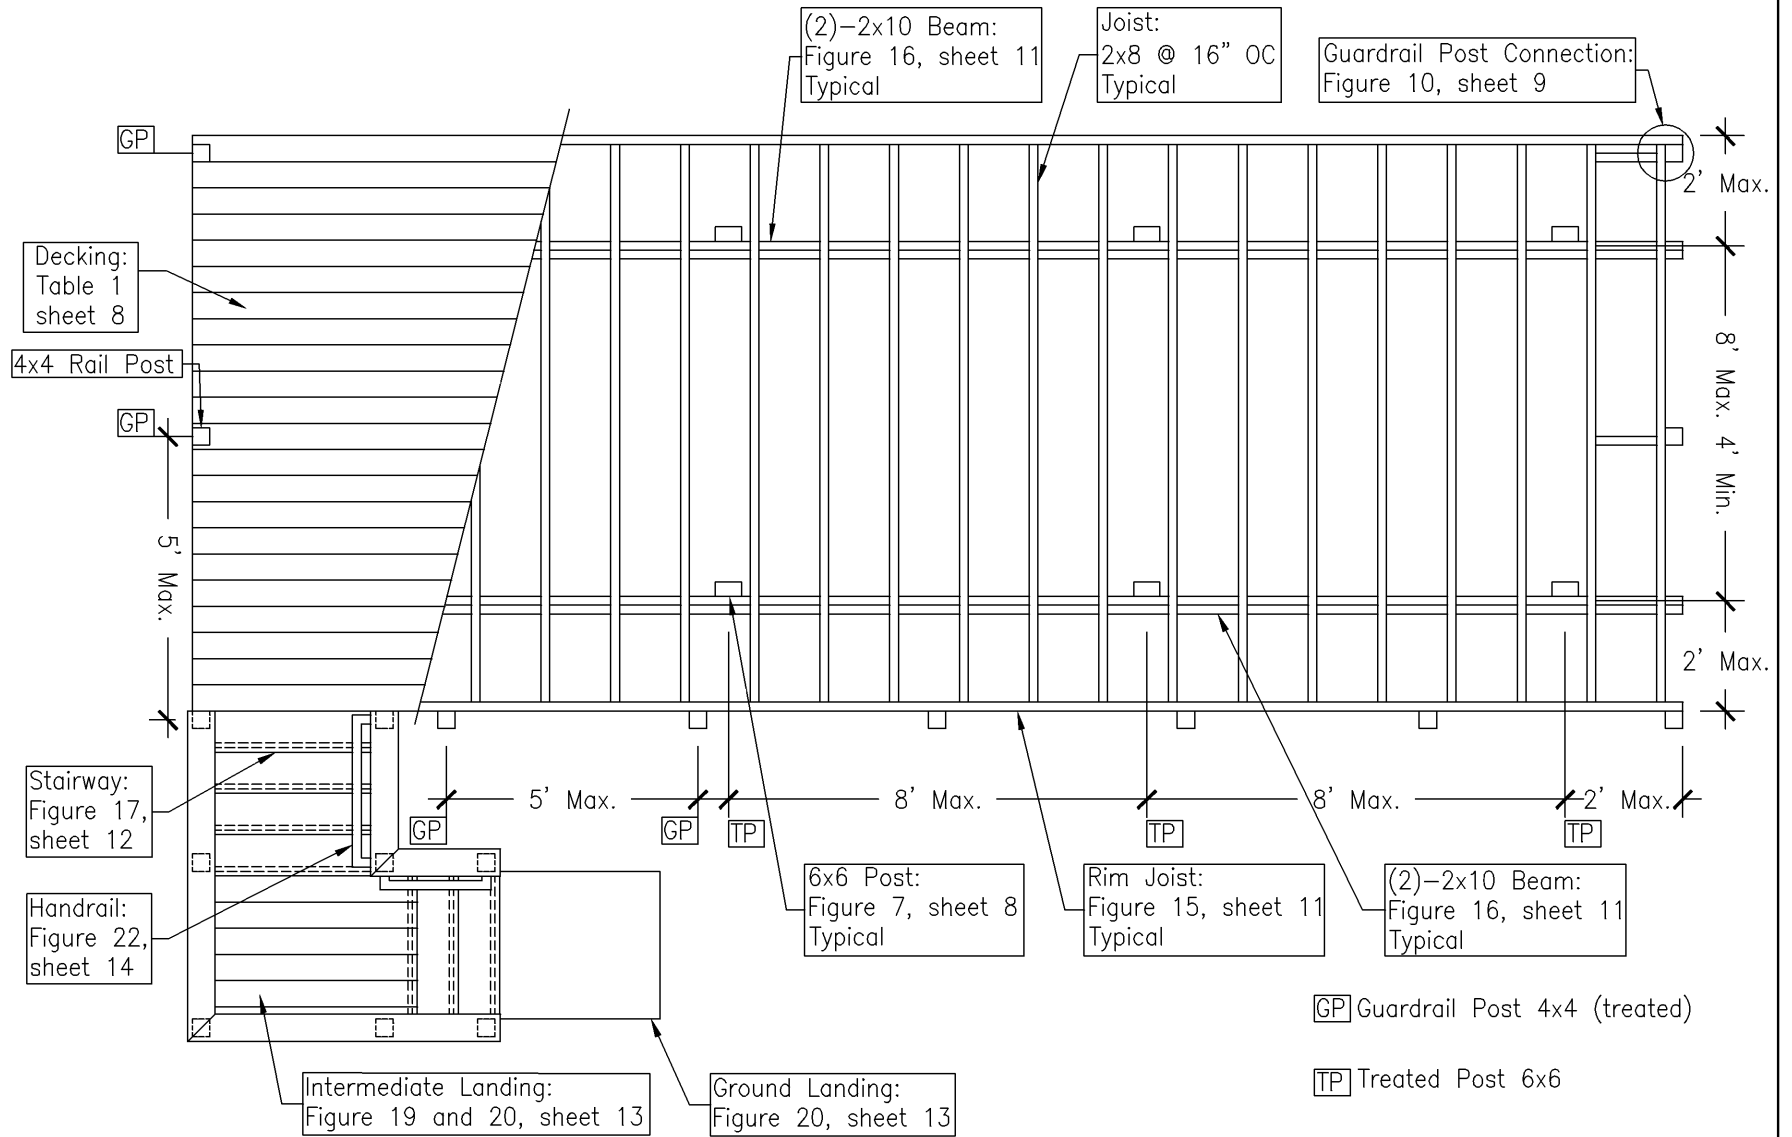 (2)-2x10 Beam:
Figure 16, sheet 11
Typical
Joist:
2x8 @ 16" OC
Typical
Guardrail Post Connection:
Figure 10, sheet 9
GP
2' Max.
Decking:
Table 1
sheet 8
4x4 Rail Post
GP
8' Max. 4' Min.
5' Max.
2' Max.
Stairway:
Figure 17,
sheet 12
5' Max.
8' Max.
8' Max.
2' Max.
GP
GP
TP
TP
TP
Handrail:
Figure 22,
sheet 14
6x6 Post:
Figure 7, sheet 8
Typical
Rim Joist:
Figure 15, sheet 11
Typical
(2)-2x10 Beam:
Figure 16, sheet 11
Typical
GP Guardrail Post 4x4 (treated)
TP Treated Post 6x6
Intermediate Landing:
Figure 19 and 20, sheet 13
Ground Landing:
Figure 20, sheet 13